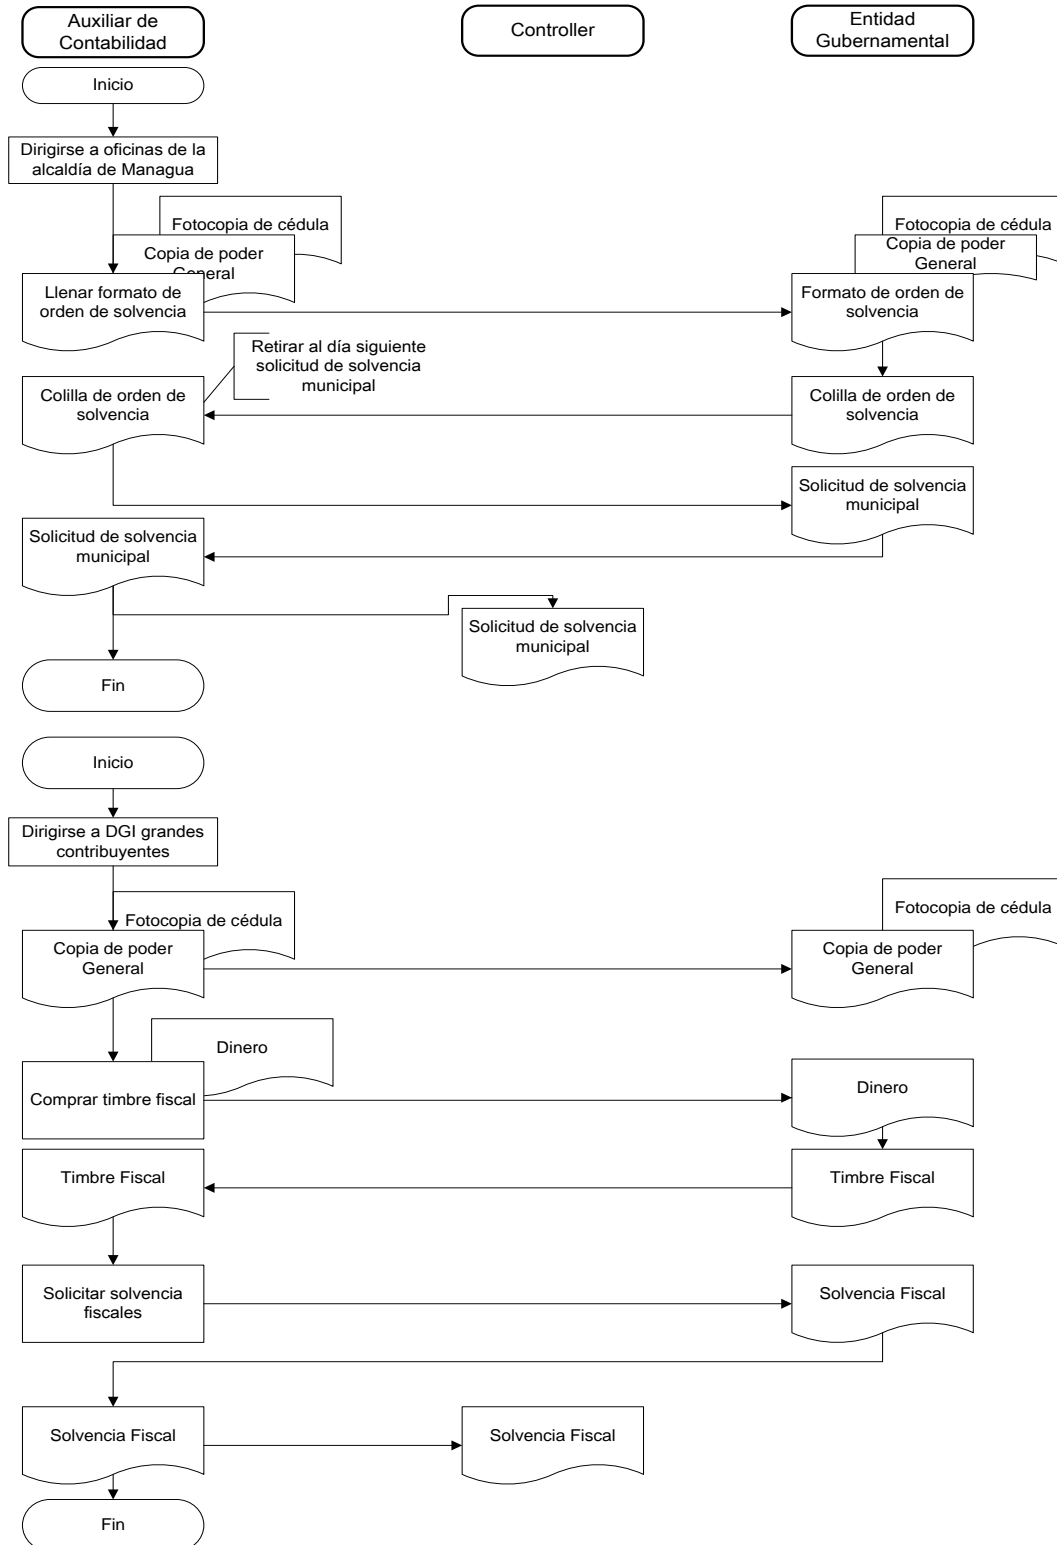 Auxiliar de
Contabilidad
Controller
Entidad
Gubernamental
Inicio
Dirigirse a oficinas de la
alcaldía de Managua
Fotocopia de cédula
Copia de poder
General
Llenar formato de
orden de solvencia
Fotocopia de cédula
Copia de poder
General
Formato de orden de
solvencia
Retirar al día siguiente
solicitud de solvencia
municipal
Colilla de orden de
solvencia
Colilla de orden de
solvencia
Solicitud de solvencia
municipal
Solicitud de solvencia
municipal
Solicitud de solvencia
municipal
Fin
Inicio
Dirigirse a DGI grandes
contribuyentes
Fotocopia de cédula
Copia de poder
General
Fotocopia de cédula
Copia de poder
General
Dinero
Comprar timbre fiscal
Dinero
Timbre Fiscal
Timbre Fiscal
Solicitar solvencia
fiscales
Solvencia Fiscal
Solvencia Fiscal
Solvencia Fiscal
Fin